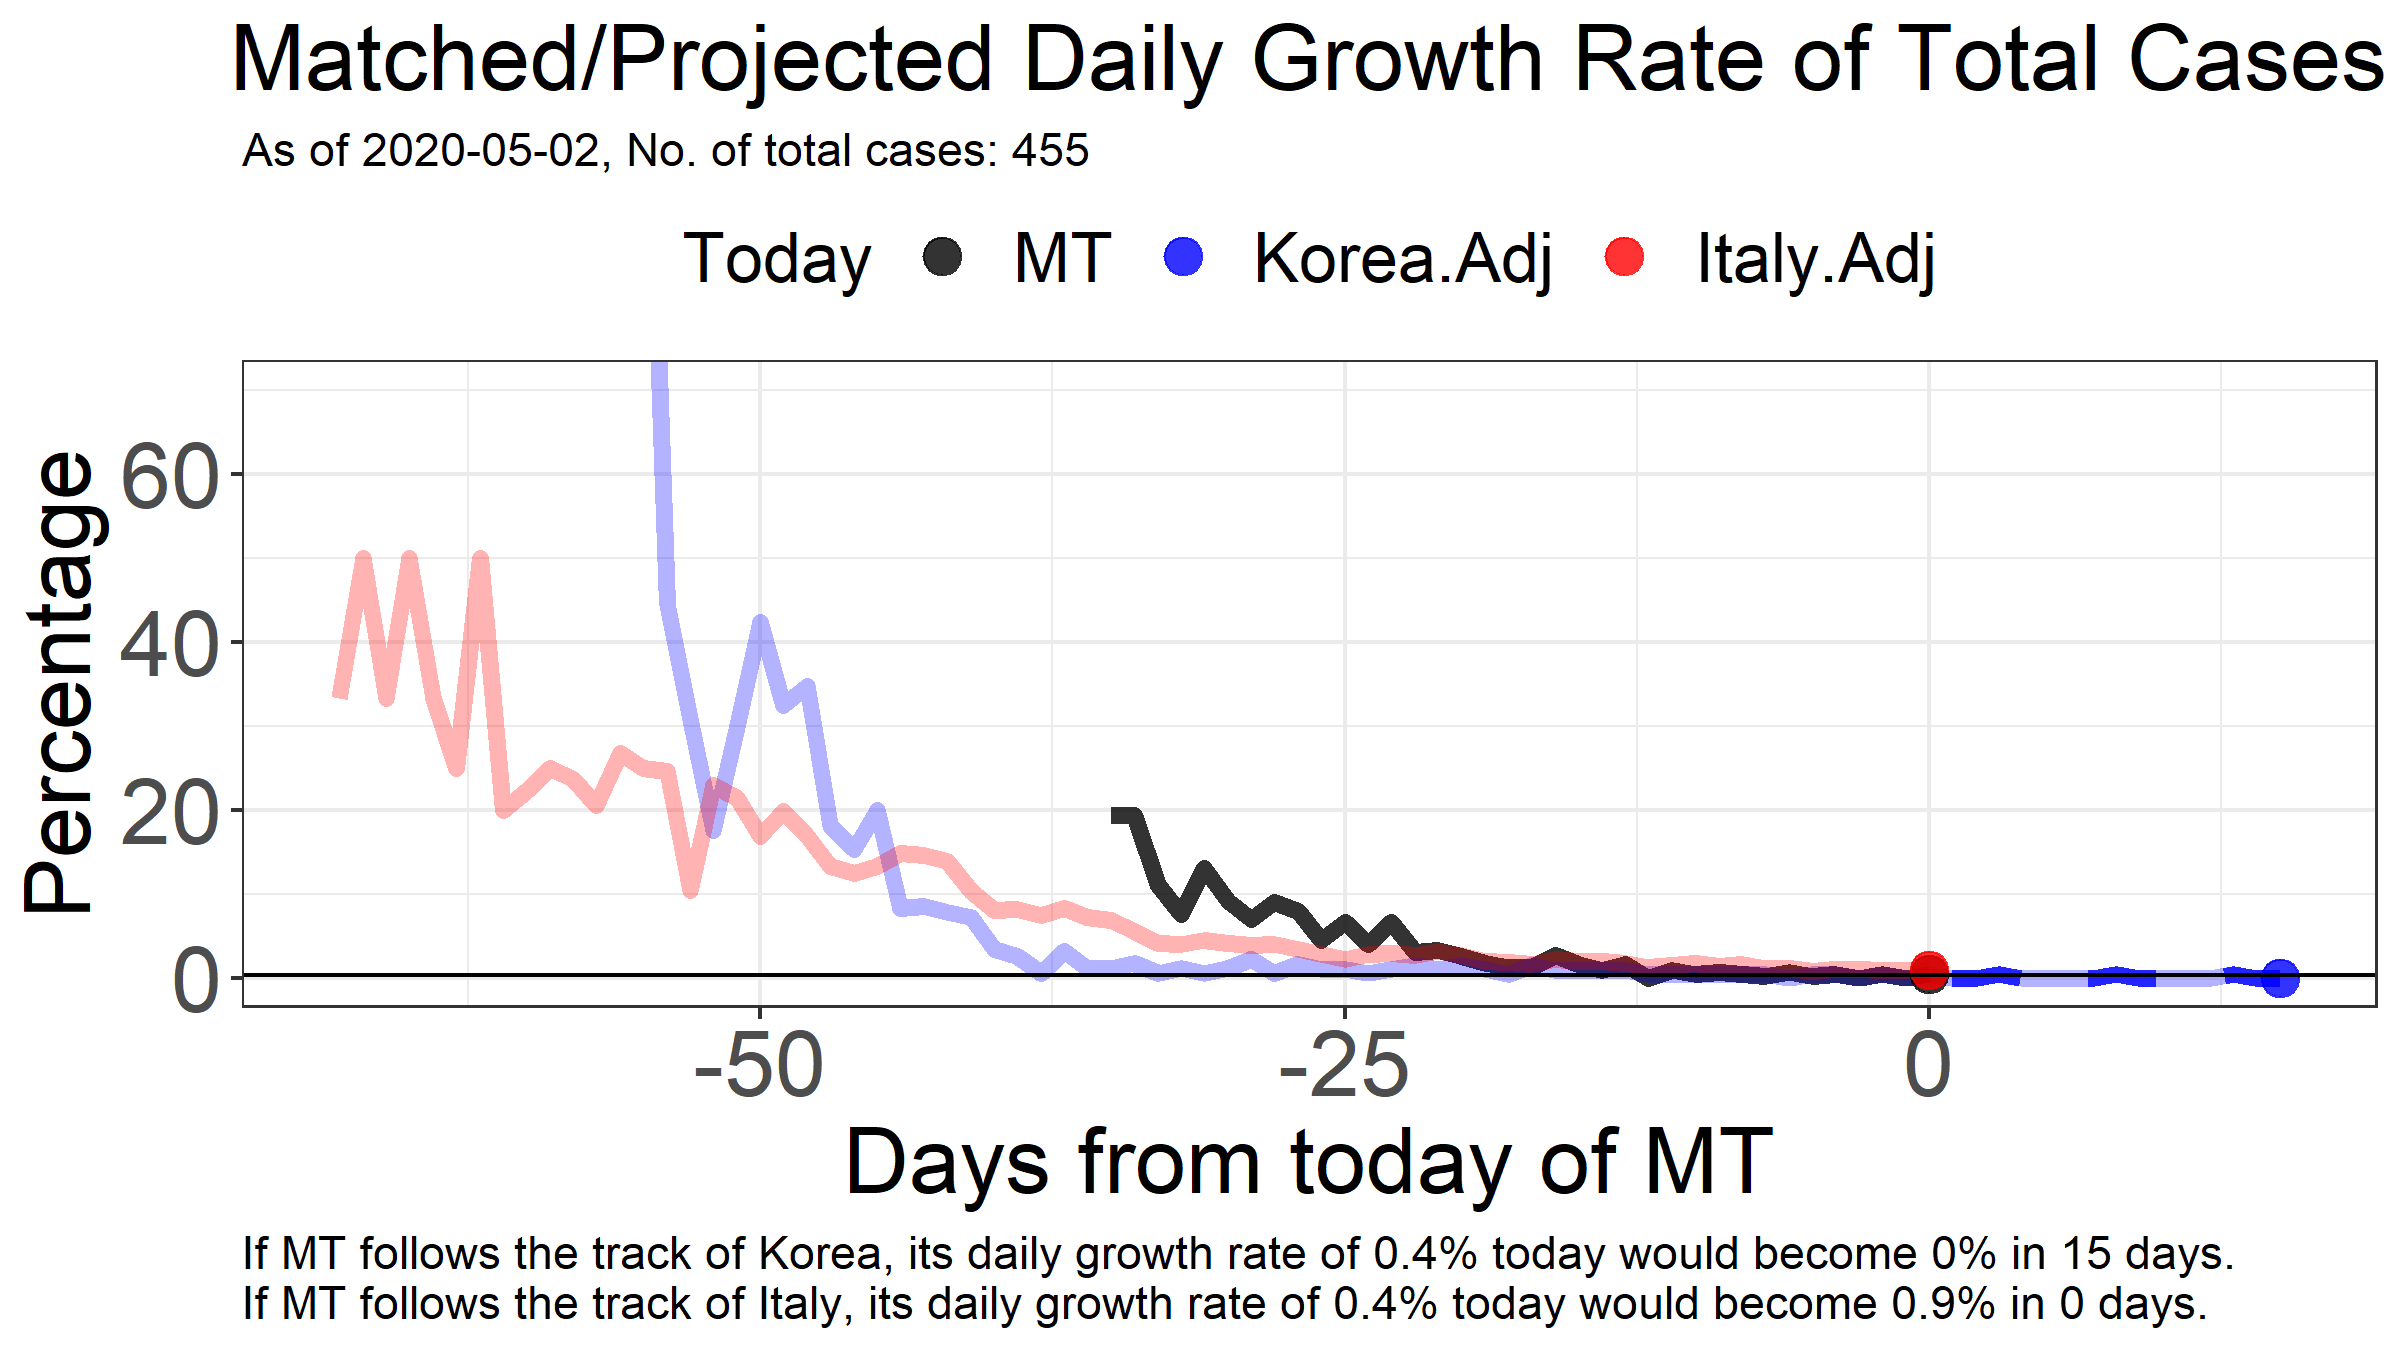 Matched/Projected Daily Growth Rate of Total Cases
As of 2020-05-02, No. of total cases: 455
Today MT Korea.Adj Italy.Adj
Percentage
60
40
20
0
-50 -25 0
Days from today of MT
If MT follows the track of Korea, its daily growth rate of 0.4% today would become 0% in 15 days.
If MT follows the track of Italy, its daily growth rate of 0.4% today would become 0.9% in 0 days.